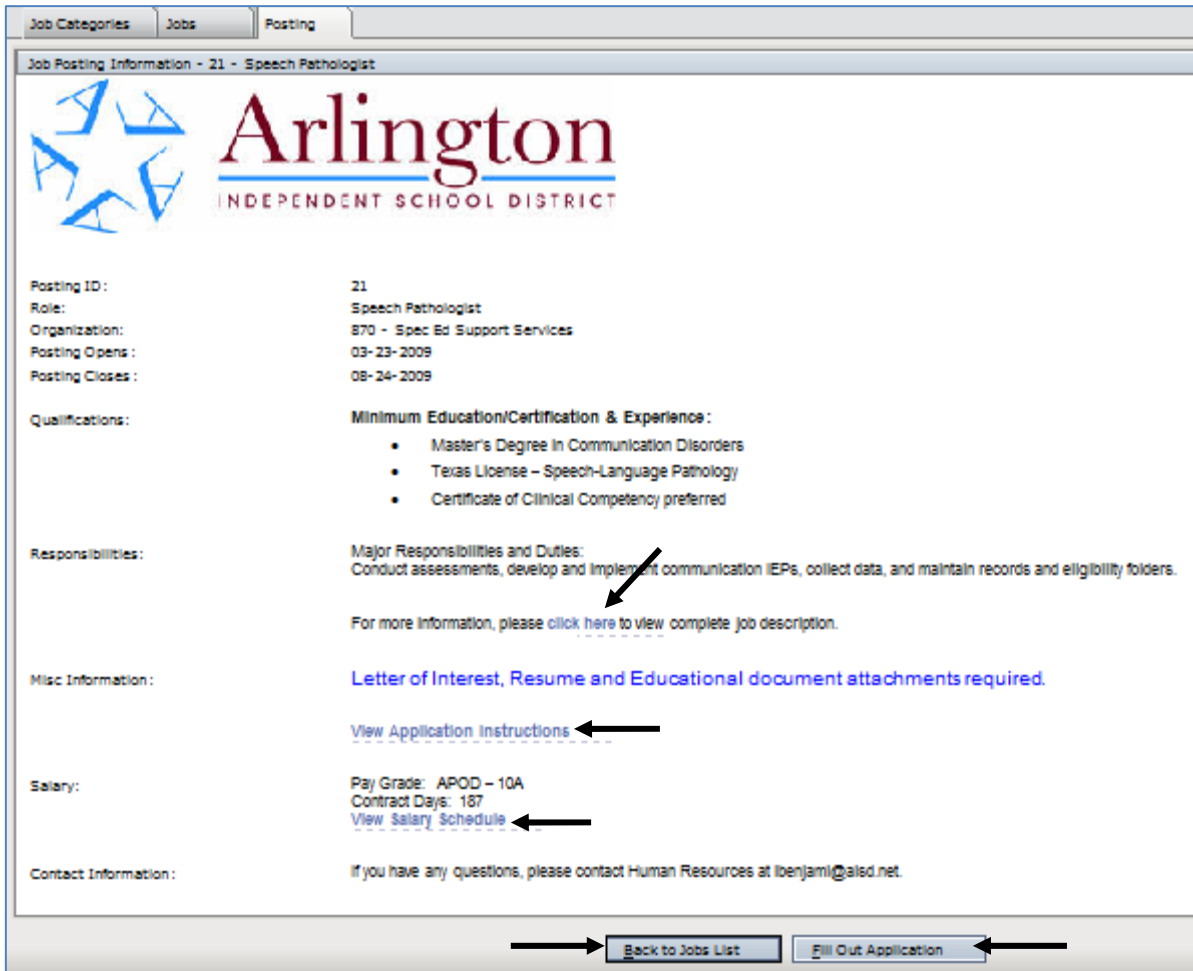 Job Categories Jobs Posting
Job Posting Information - 21 - Speech Pathologist
Arlington
INDEPENDENT SCHOOL DISTRICT
Posting ID: 21
Role: Speech Pathologist
Organization: 870 - Spec Ed Support Services
Posting Opens: 03-23-2009
Posting Closes: 08-24-2009
Qualifications: Minimum Education/Certification & Experience:
• Master's Degree in Communication Disorders
• Texas License – Speech-Language Pathology
• Certificate of Clinical Competency preferred
Responsibilities: Major Responsibilities and Duties:
Conduct assessments, develop and implement communication IEPs, collect data, and maintain records and eligibility folders.
For more information, please click here to view complete job description.
Misc Information: Letter of Interest, Resume and Educational document attachments required.
View Application Instructions
Salary: Pay Grade: APOD – 10A
Contract Days: 187
View Salary Schedule
Contact Information: If you have any questions, please contact Human Resources at lbenjami@aisd.net.
Back to Jobs List Fill Out Application